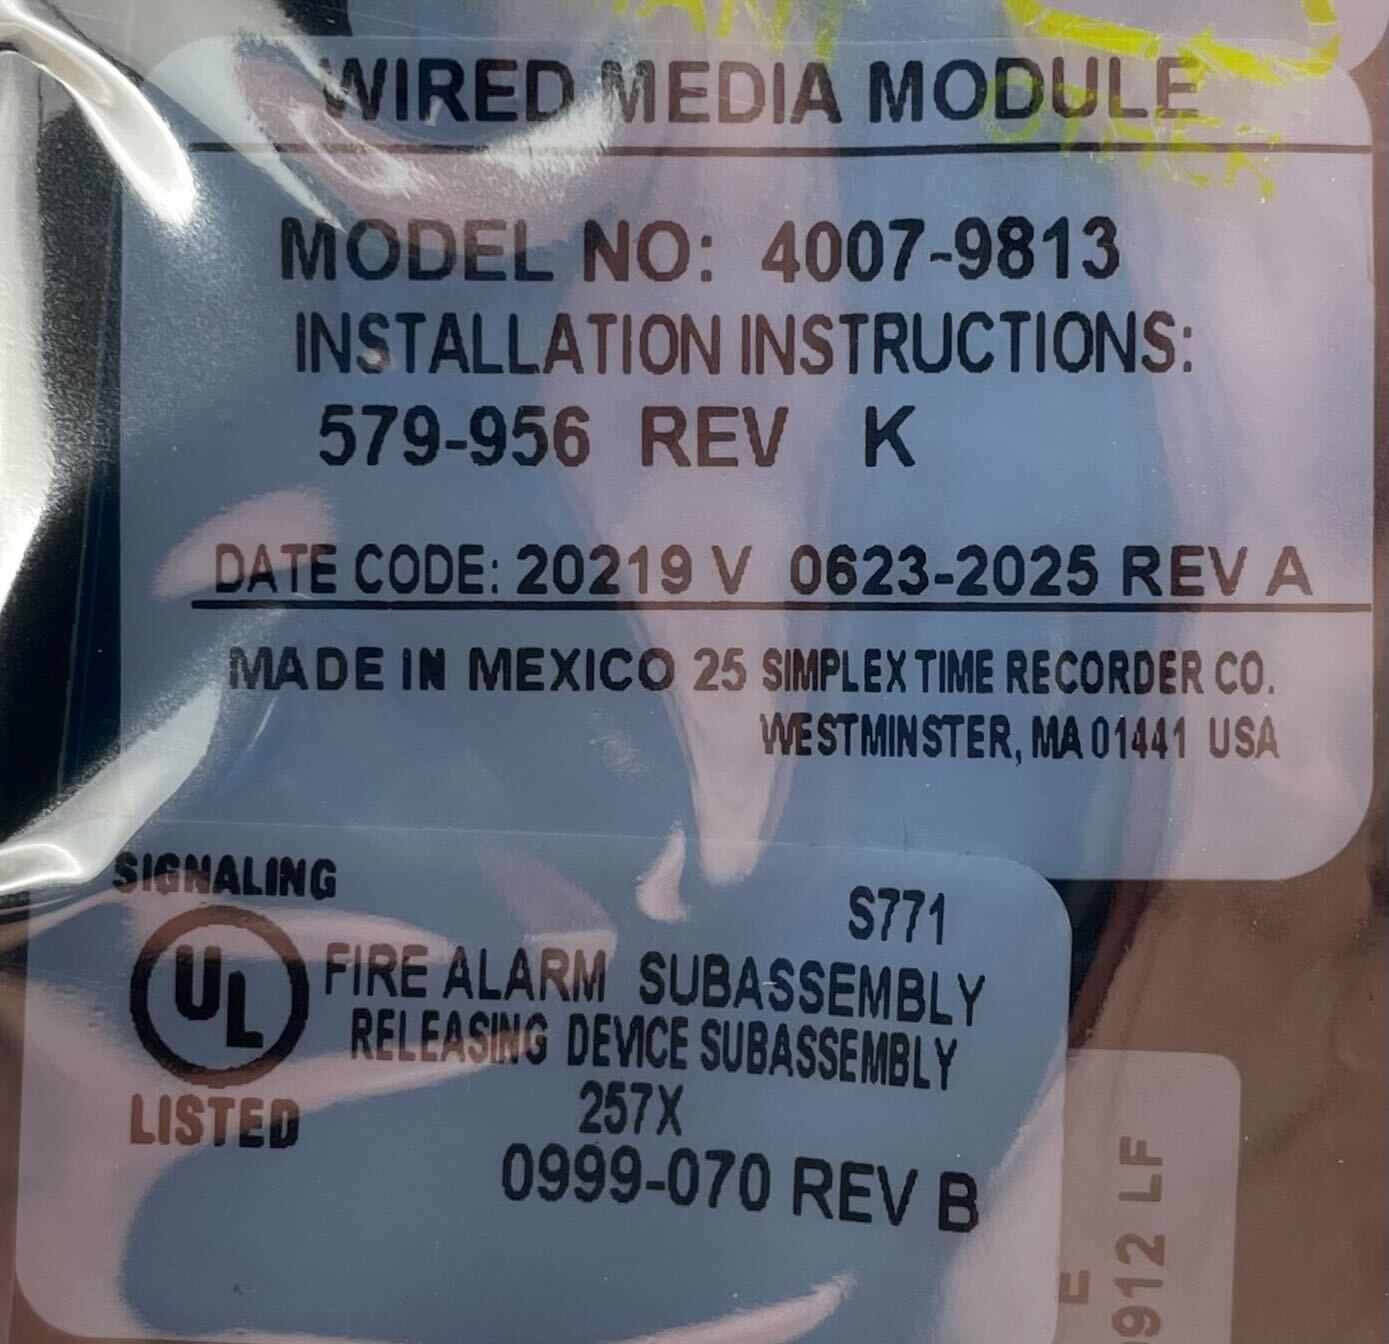 WIRED MEDIA MODULE
OTHER
MODEL NO: 4007-9813
INSTALLATION INSTRUCTIONS:
579-956 REV K
DATE CODE: 20219 V 0623-2025 REV A
MADE IN MEXICO 25 SIMPLEX TIME RECORDER CO.
WESTMINSTER, MA 01441 USA
SIGNALING
S771
UL
FIRE ALARM SUBASSEMBLY
RELEASING DEVICE SUBASSEMBLY
LISTED
257X
0999-070 REV B
E
912 LF